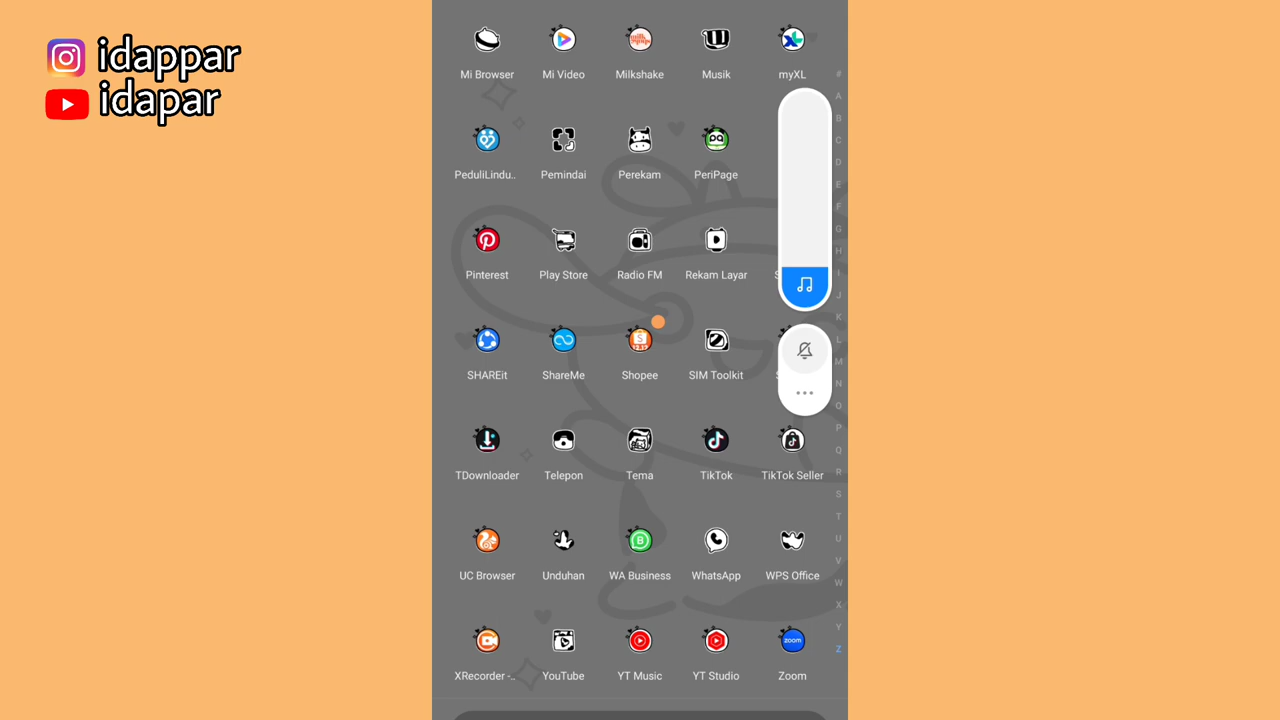 idappar
idapar
Mi Browser
Mi Video
Milkshake
Musik
myXL
PeduliLindu..
Pemindai
Perekam
PeriPage
Pinterest
Play Store
Radio FM
Rekam Layar
S
SHAREit
ShareMe
Shopee
SIM Toolkit
TDownloader
Telepon
Tema
TikTok
TikTok Seller
UC Browser
Unduhan
WA Business
WhatsApp
WPS Office
zoom
XRecorder -..
YouTube
YT Music
YT Studio
Zoom
#
A
B
C
D
E
F
G
H
I
J
K
L
M
N
O
P
Q
R
S
T
U
V
W
X
Y
Z